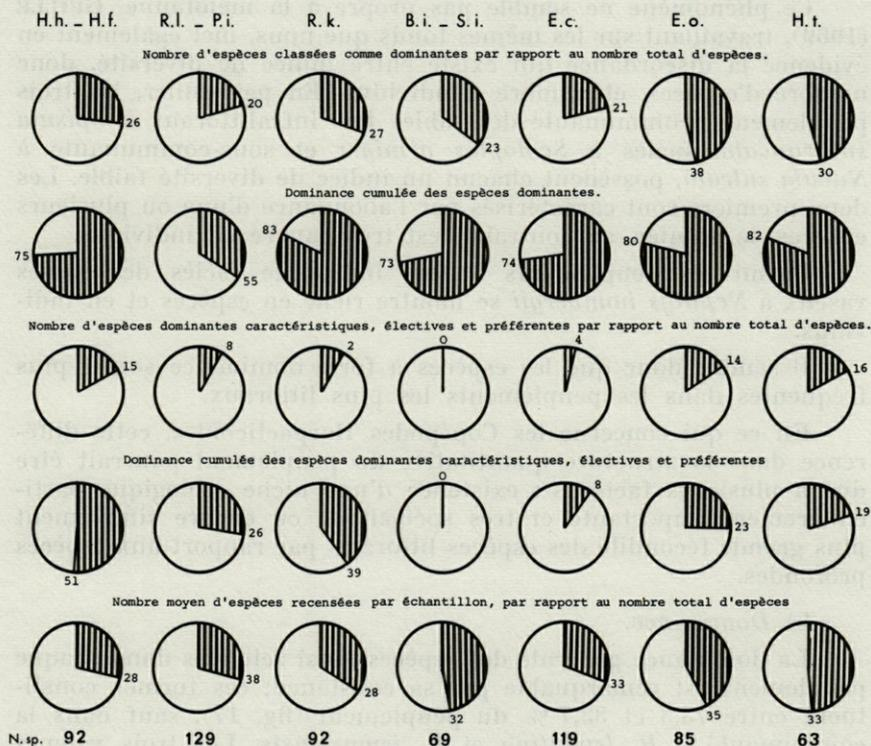 H.h. - H.f. R.l. - P.i. R.k. B.i. - S.i. E.c. E.o. H.t.
Nombre d'espèces classées comme dominantes par rapport au nombre total d'espèces.
26 20 27 23 21 38 30
Dominance cumulée des espèces dominantes.
75 55 83 73 74 80 82
Nombre d'espèces dominantes caractéristiques, électives et préférentes par rapport au nombre total d'espèces.
15 8 2 0 4 14 16
Dominance cumulée des espèces dominantes caractéristiques, électives et préférentes
51 26 39 0 8 23 19
Nombre moyen d'espèces recensées par échantillon, par rapport au nombre total d'espèces
28 38 28 32 33 35 33
N. sp. 92 129 92 69 119 85 63